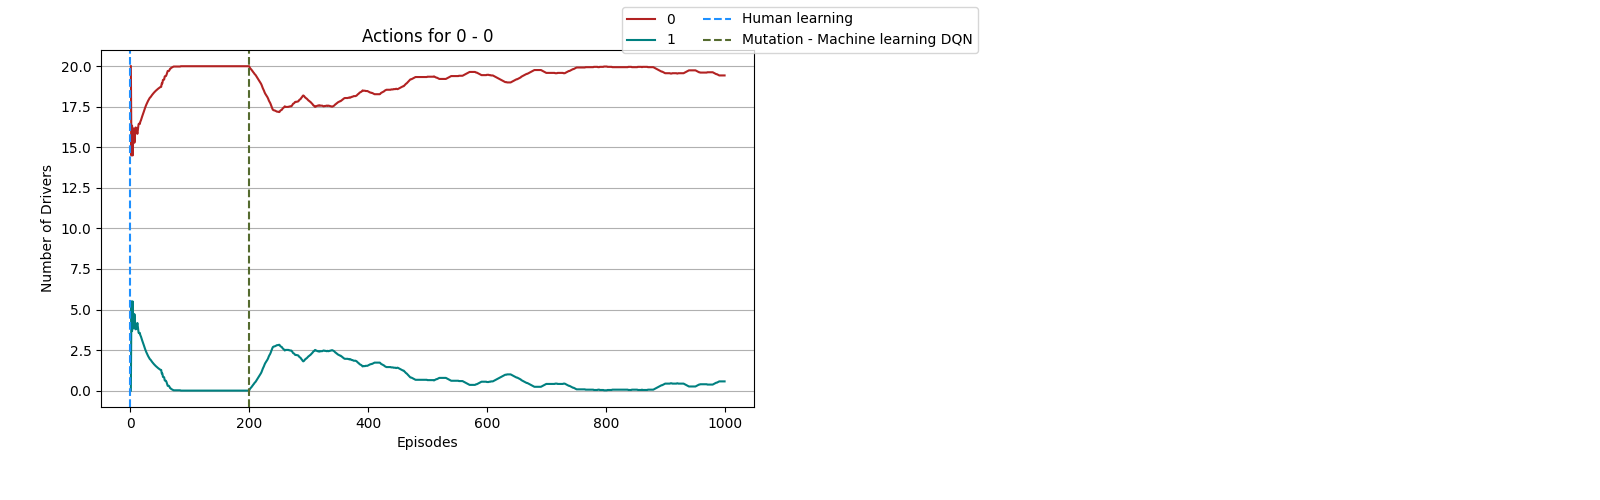 0
1
Human learning
Mutation - Machine learning DQN
Actions for 0 - 0
Number of Drivers
20.0
17.5
15.0
12.5
10.0
7.5
5.0
2.5
0.0
0 200 400 600 800 1000
Episodes